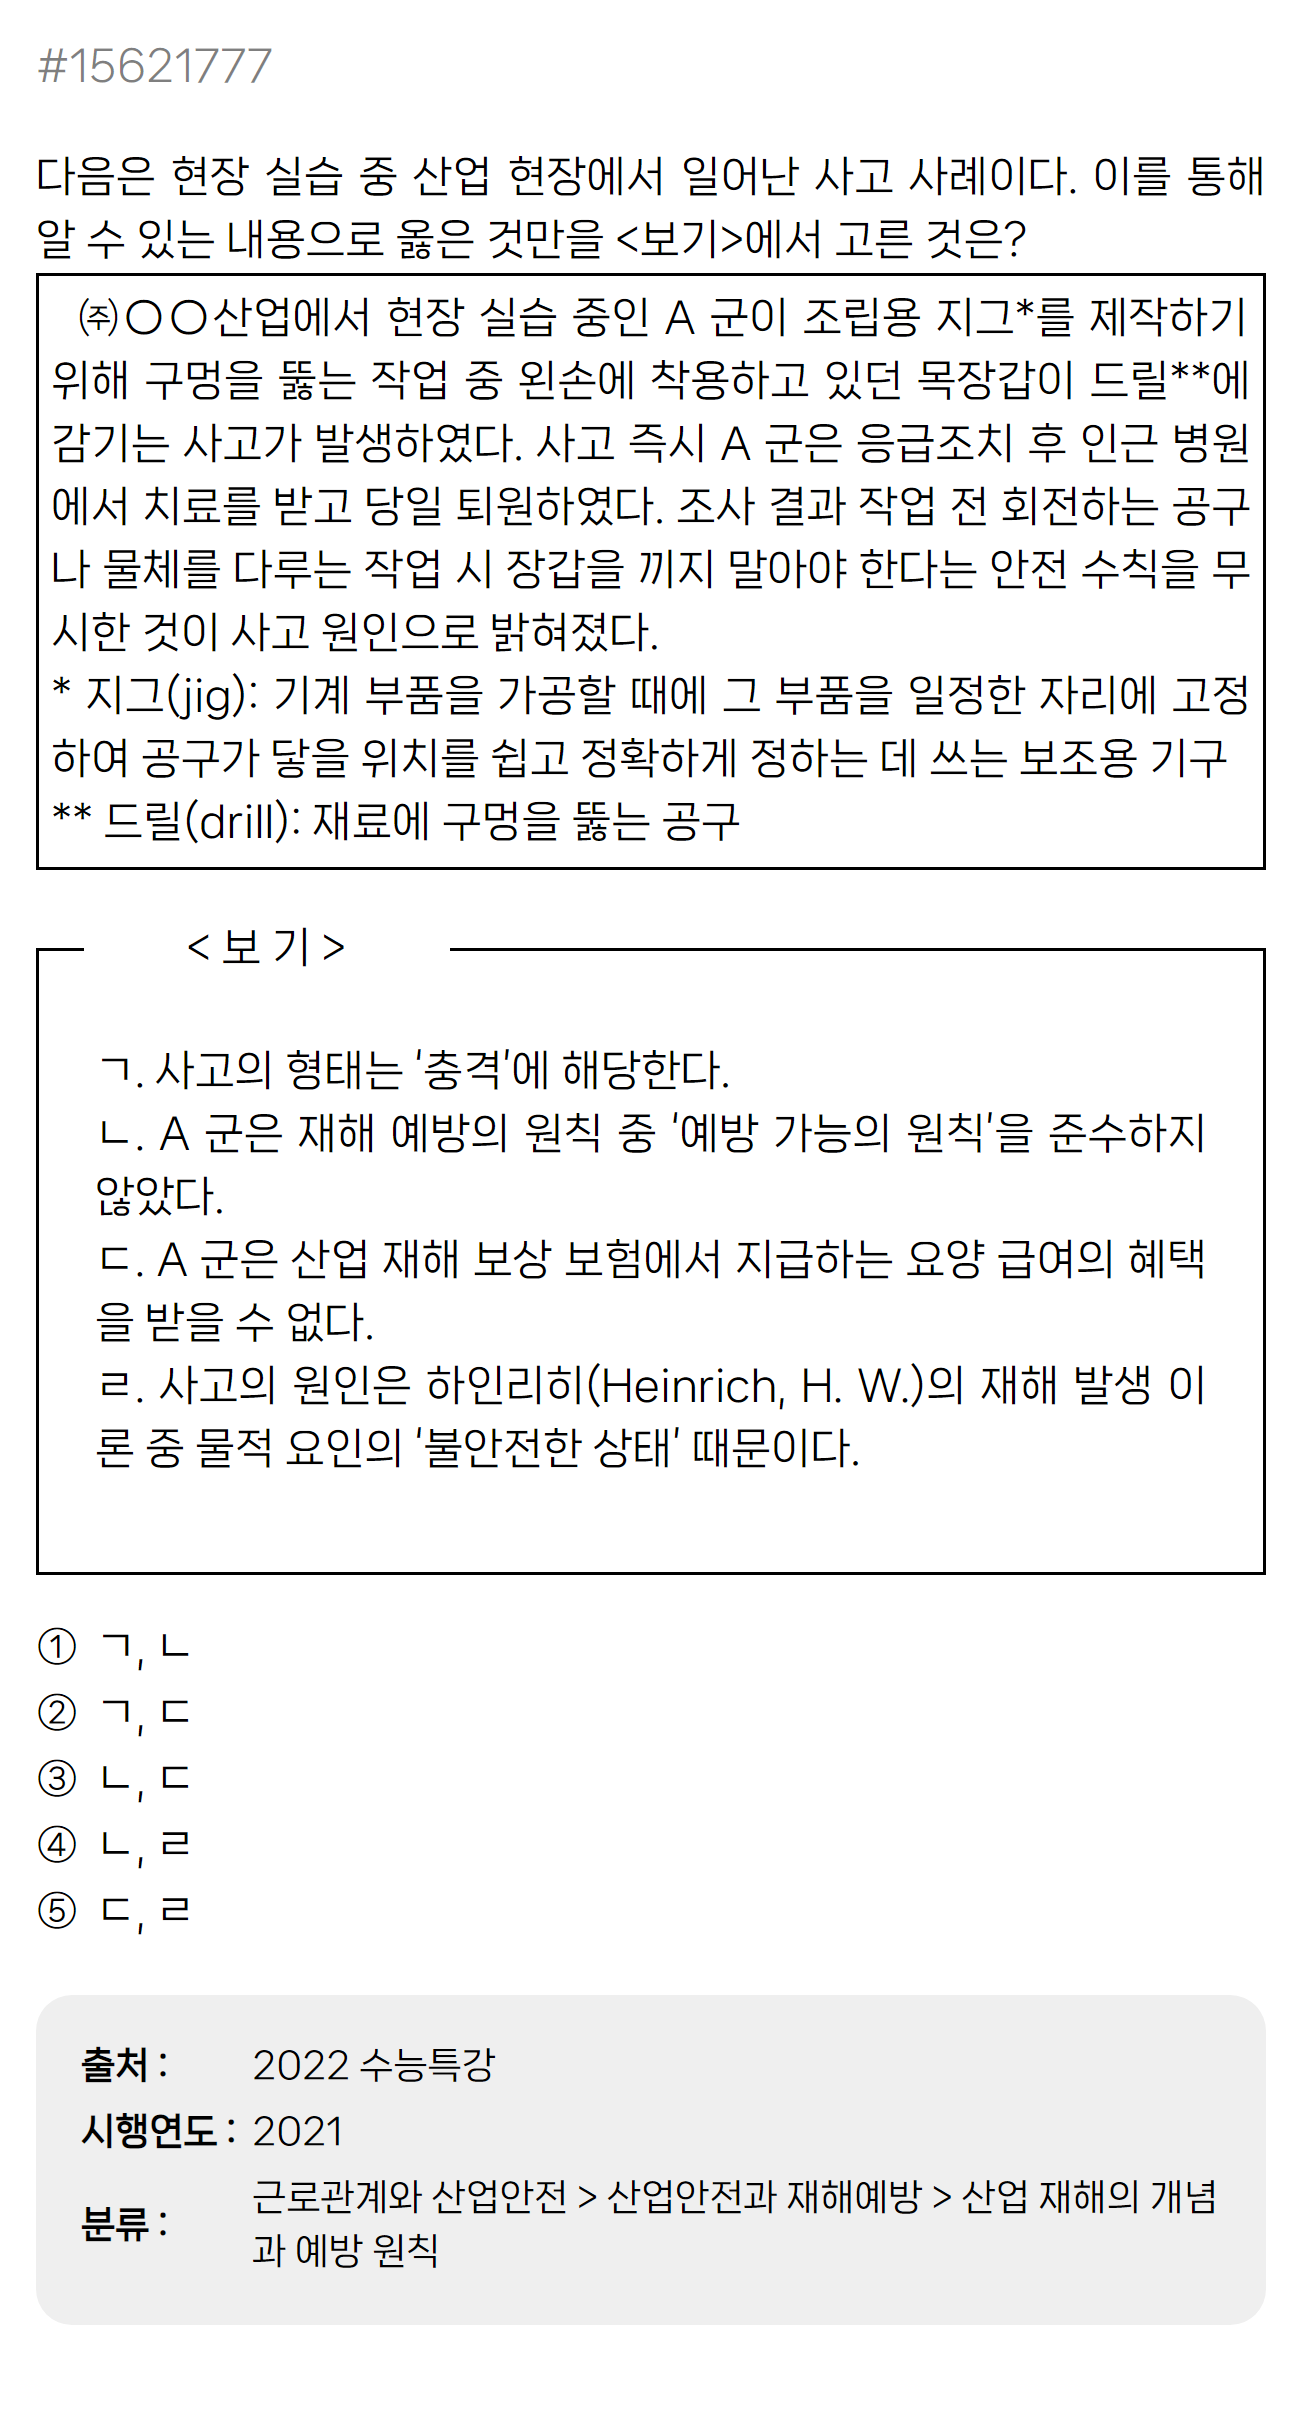 #15621777
다음은 현장 실습 중 산업 현장에서 일어난 사고 사례이다. 이를 통해
알 수 있는 내용으로 옳은 것만을 <보기>에서 고른 것은?
㈜○○산업에서 현장 실습 중인 A 군이 조립용 지그*를 제작하기
위해 구멍을 뚫는 작업 중 왼손에 착용하고 있던 목장갑이 드릴**에
감기는 사고가 발생하였다. 사고 즉시 A 군은 응급조치 후 인근 병원
에서 치료를 받고 당일 퇴원하였다. 조사 결과 작업 전 회전하는 공구
나 물체를 다루는 작업 시 장갑을 끼지 말아야 한다는 안전 수칙을 무
시한 것이 사고 원인으로 밝혀졌다.
* 지그(jig): 기계 부품을 가공할 때에 그 부품을 일정한 자리에 고정
하여 공구가 닿을 위치를 쉽고 정확하게 정하는 데 쓰는 보조용 기구
** 드릴(drill): 재료에 구멍을 뚫는 공구
< 보 기 >
ㄱ. 사고의 형태는 '충격'에 해당한다.
ㄴ. A 군은 재해 예방의 원칙 중 '예방 가능의 원칙'을 준수하지
않았다.
ㄷ. A 군은 산업 재해 보상 보험에서 지급하는 요양 급여의 혜택
을 받을 수 없다.
ㄹ. 사고의 원인은 하인리히(Heinrich, H. W.)의 재해 발생 이
론 중 물적 요인의 '불안전한 상태' 때문이다.
① ㄱ, ㄴ
② ㄱ, ㄷ
③ ㄴ, ㄷ
④ ㄴ, ㄹ
⑤ ㄷ, ㄹ
출처 : 2022 수능특강
시행연도 : 2021
분류 : 근로관계와 산업안전 > 산업안전과 재해예방 > 산업 재해의 개념
과 예방 원칙